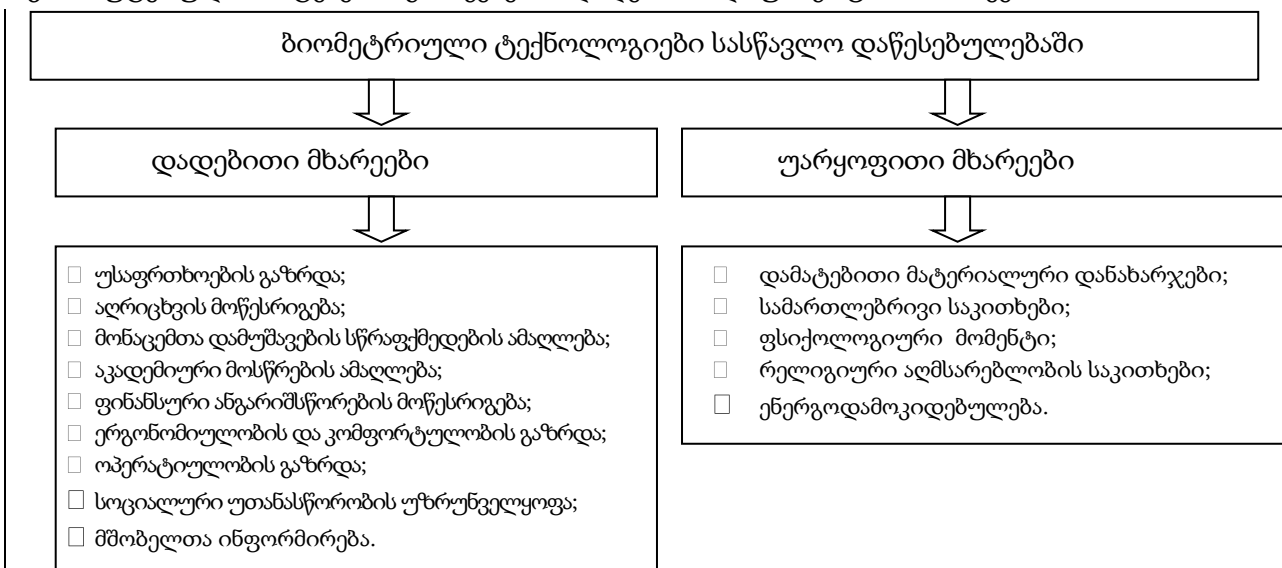 ბიომეტრიული ტექნოლოგიები სასწავლო დაწესებულებაში
დადებითი მხარეები
უარყოფითი მხარეები
უსაფრთხოების გაზრდა;
აღრიცხვის მოწესრიგება;
მონაცემთა დამუშავების სწრაფქმედების ამაღლება;
აკადემიური მოსწრების ამაღლება;
ფინანსური ანგარიშსწორების მოწესრიგება;
ერგონომიულობის და კომფორტულობის გაზრდა;
ოპერატიულობის გაზრდა;
სოციალური უთანასწორობის უზრუნველყოფა;
მშობელთა ინფორმირება.
დამატებითი მატერიალური დანახარჯები;
სამართლებრივი საკითხები;
ფსიქოლოგიური მომენტი;
რელიგიური აღმსარებლობის საკითხები;
ენერგოდამოკიდებულება.